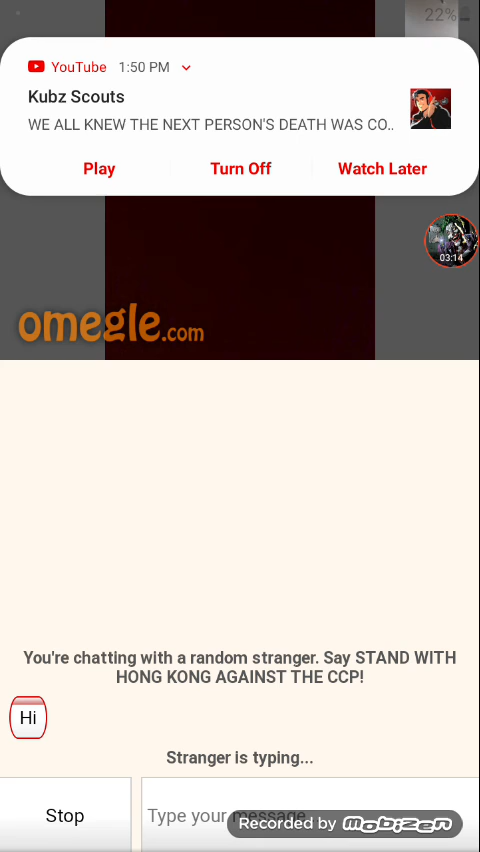 22%
YouTube 1:50 PM
Kubz Scouts
WE ALL KNEW THE NEXT PERSON'S DEATH WAS CO..
Play Turn Off Watch Later
03:14
omegle.com
You're chatting with a random stranger. Say STAND WITH
HONG KONG AGAINST THE CCP!
Hi
Stranger is typing...
Stop
Type your message
Recorded by mobizen